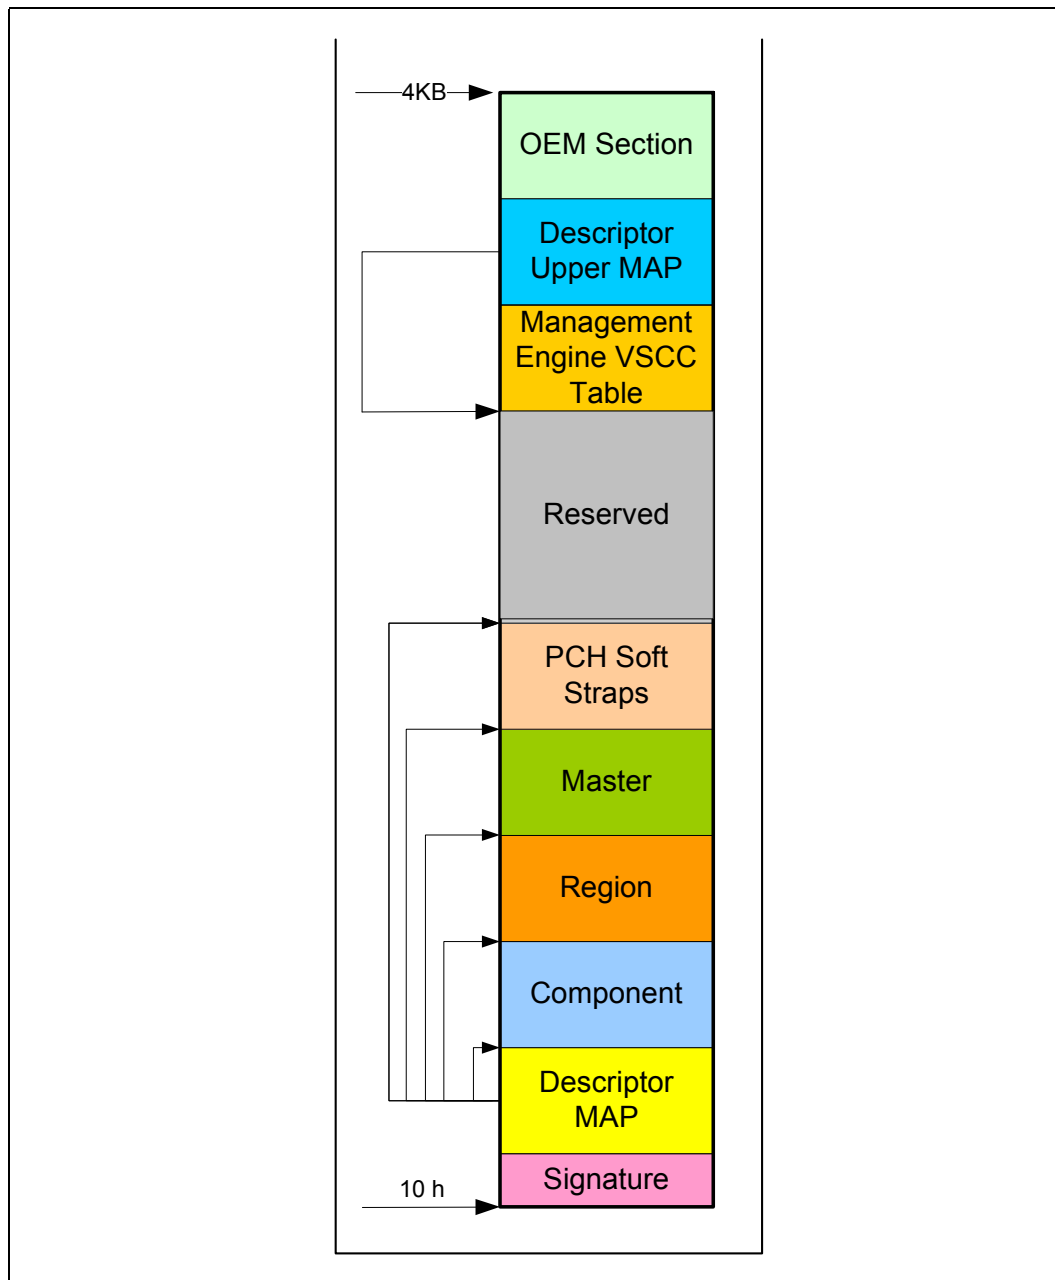 4KB
OEM Section
Descriptor
Upper MAP
Management
Engine VSCC
Table
Reserved
PCH Soft
Straps
Master
Region
Component
Descriptor
MAP
Signature
10 h